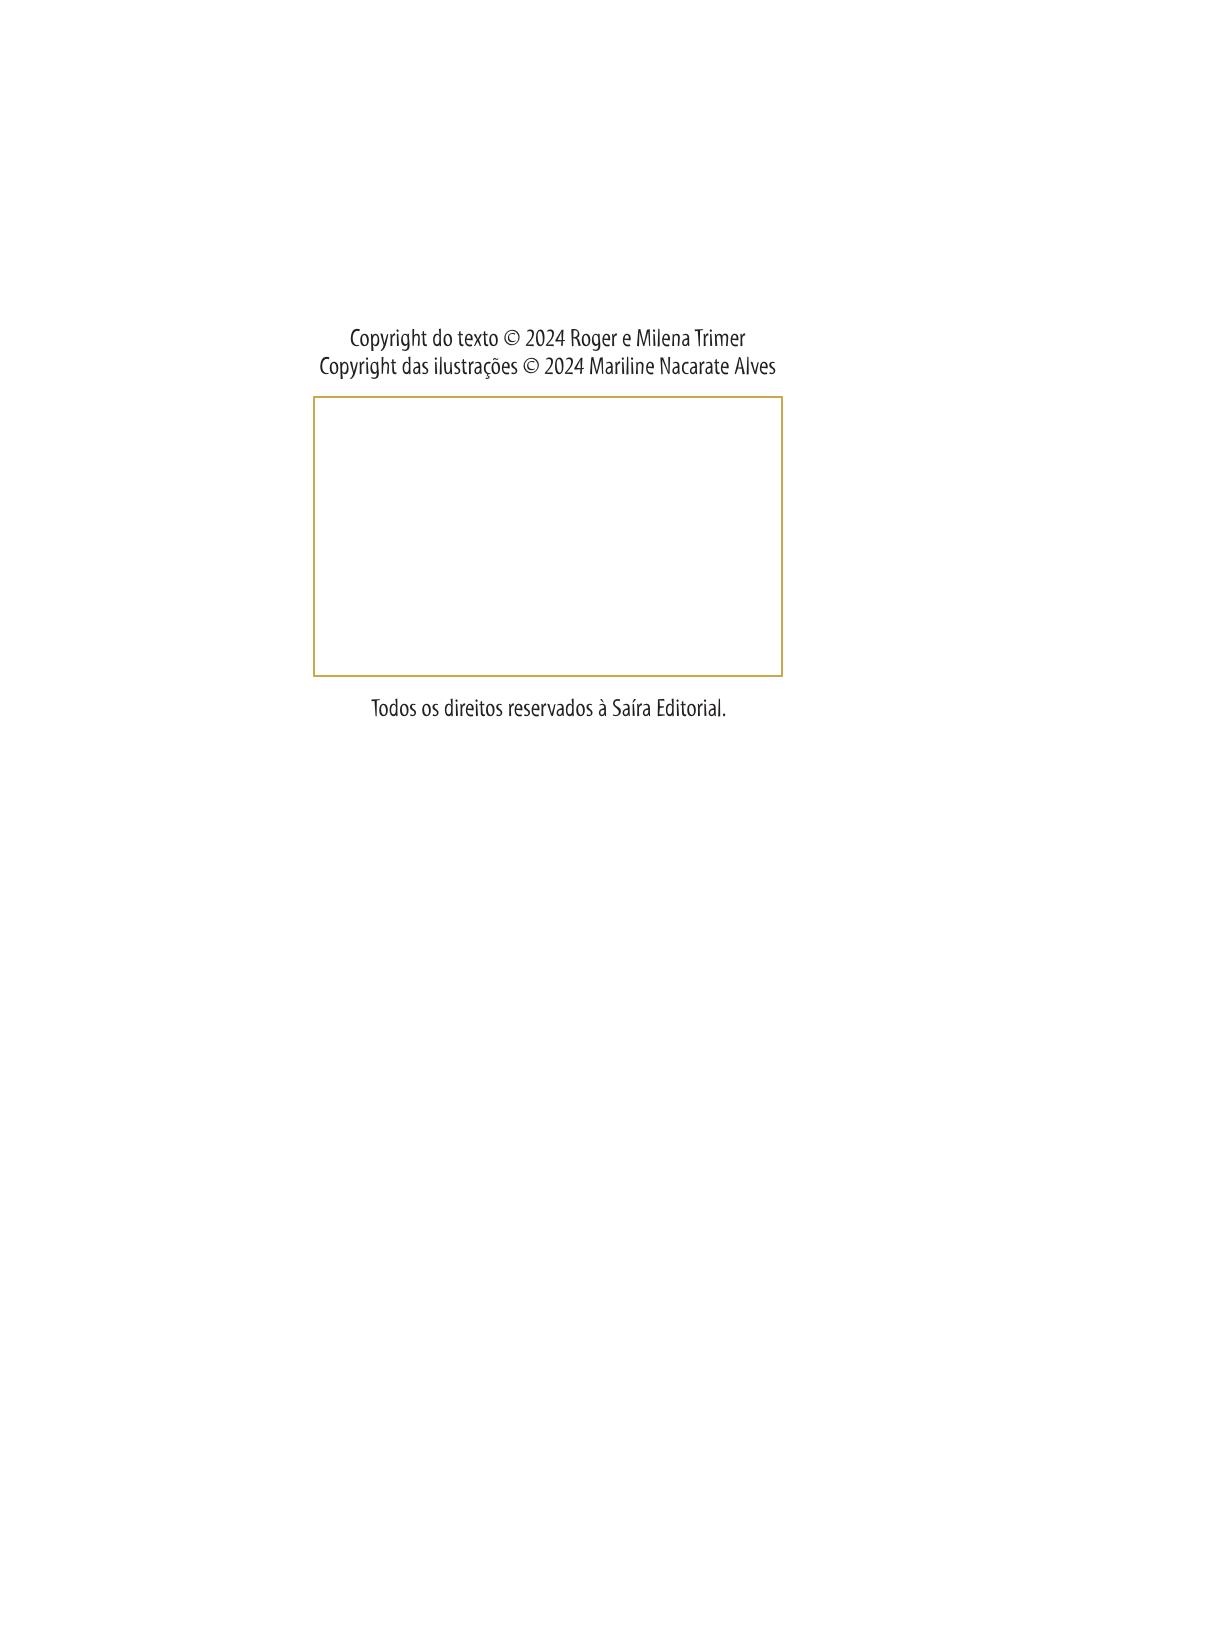 Copyright do texto © 2024 Roger e Milena Trimer
Copyright das ilustrações © 2024 Mariline Nacarate Alves
Todos os direitos reservados à Saíra Editorial.